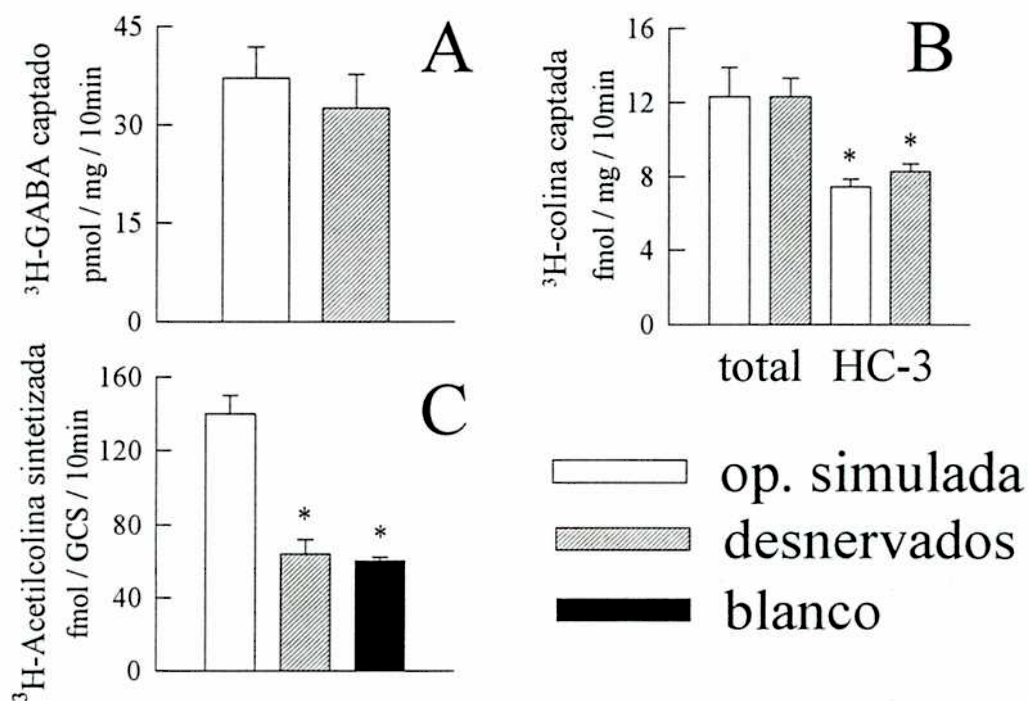 A
³H-GABA captado
pmol / mg / 10min
45
30
15
0
B
³H-colina captada
fmol / mg / 10min
16
12
8
4
0
*
*
total HC-3
C
³H-Acetilcolina sintetizada
fmol / GCS / 10min
160
120
80
40
0
*
*
op. simulada
desnervados
blanco